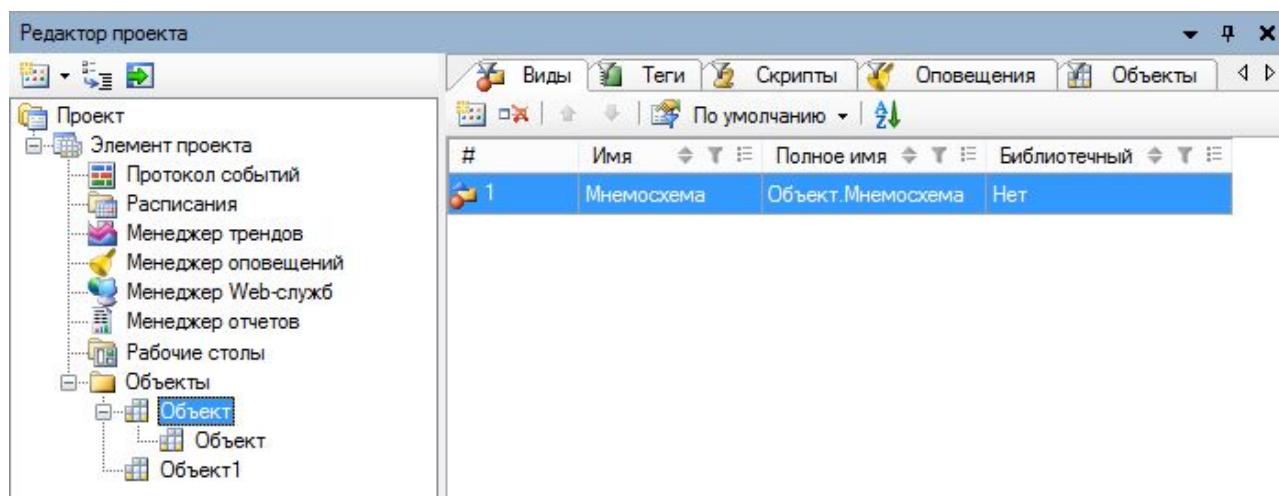 Редактор проекта
Виды Теги Скрипты Оповещения Объекты
По умолчанию
Проект
Элемент проекта
Протокол событий
Расписания
Менеджер трендов
Менеджер оповещений
Менеджер Web-служб
Менеджер отчетов
Рабочие столы
Объекты
Объект
Объект
Объект1
# Имя Полное имя Библиотечный
1 Мнемосхема Объект.Мнемосхема Нет